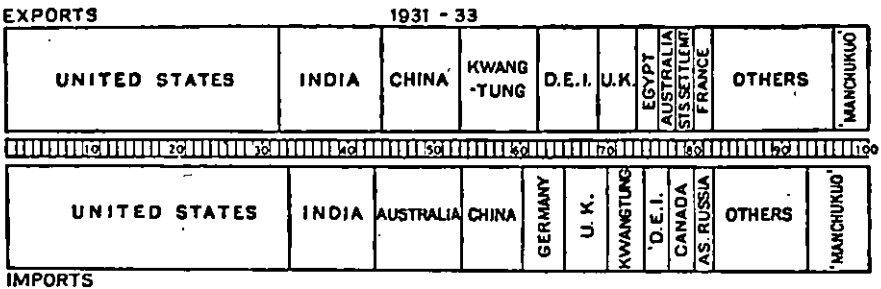 EXPORTS 1931 - 33
UNITED STATES INDIA CHINA KWANG -TUNG D.E.I. U.K. EGYPT AUSTRALIA STS SETTLEMT FRANCE OTHERS 'MANCHUKUO'
10 20 30 40 50 60 70 80 90 100
UNITED STATES INDIA AUSTRALIA CHINA GERMANY U.K. KWANGTUNG D.E.I. CANADA AS. RUSSIA OTHERS 'MANCHUKUO'
IMPORTS